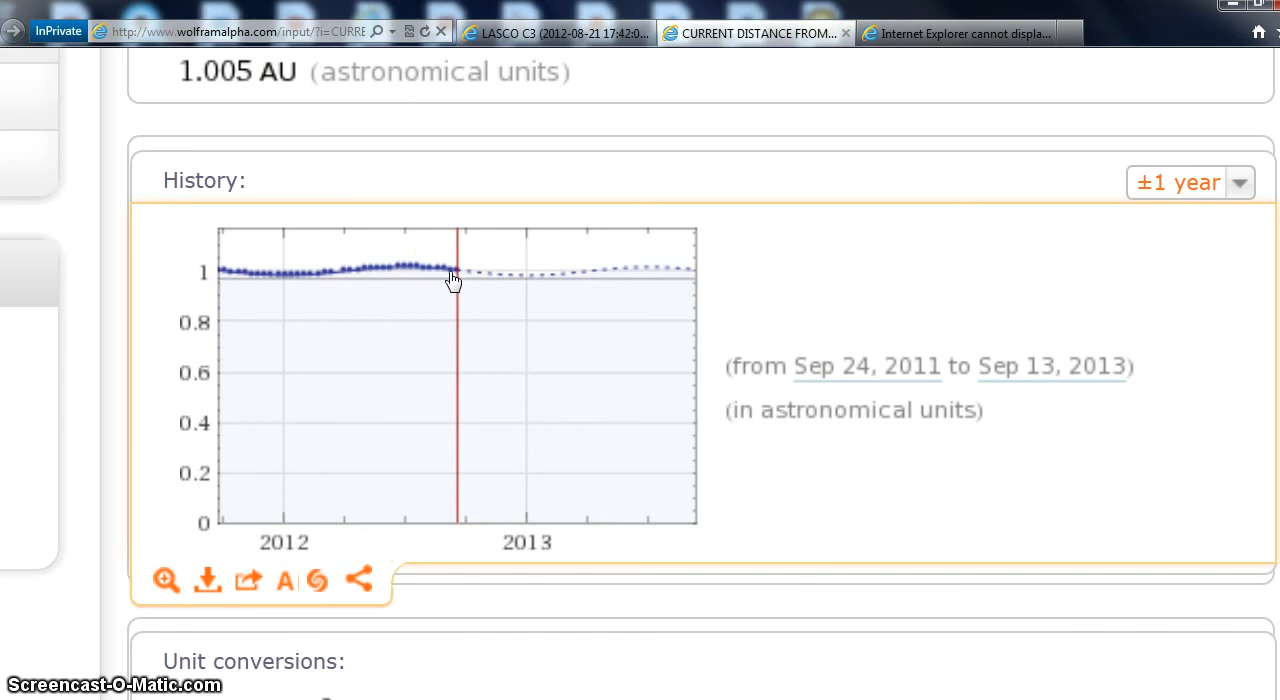 InPrivate
http://www.wolframalpha.com/input/?i=CURRE
LASCO C3 (2012-08-21 17:42:0...
CURRENT DISTANCE FROM...
Internet Explorer cannot displa...
1.005 AU (astronomical units)
History:
±1 year
1
0.8
0.6
0.4
0.2
0
2012
2013
(from Sep 24, 2011 to Sep 13, 2013)
(in astronomical units)
A
Unit conversions:
Screencast-O-Matic.com